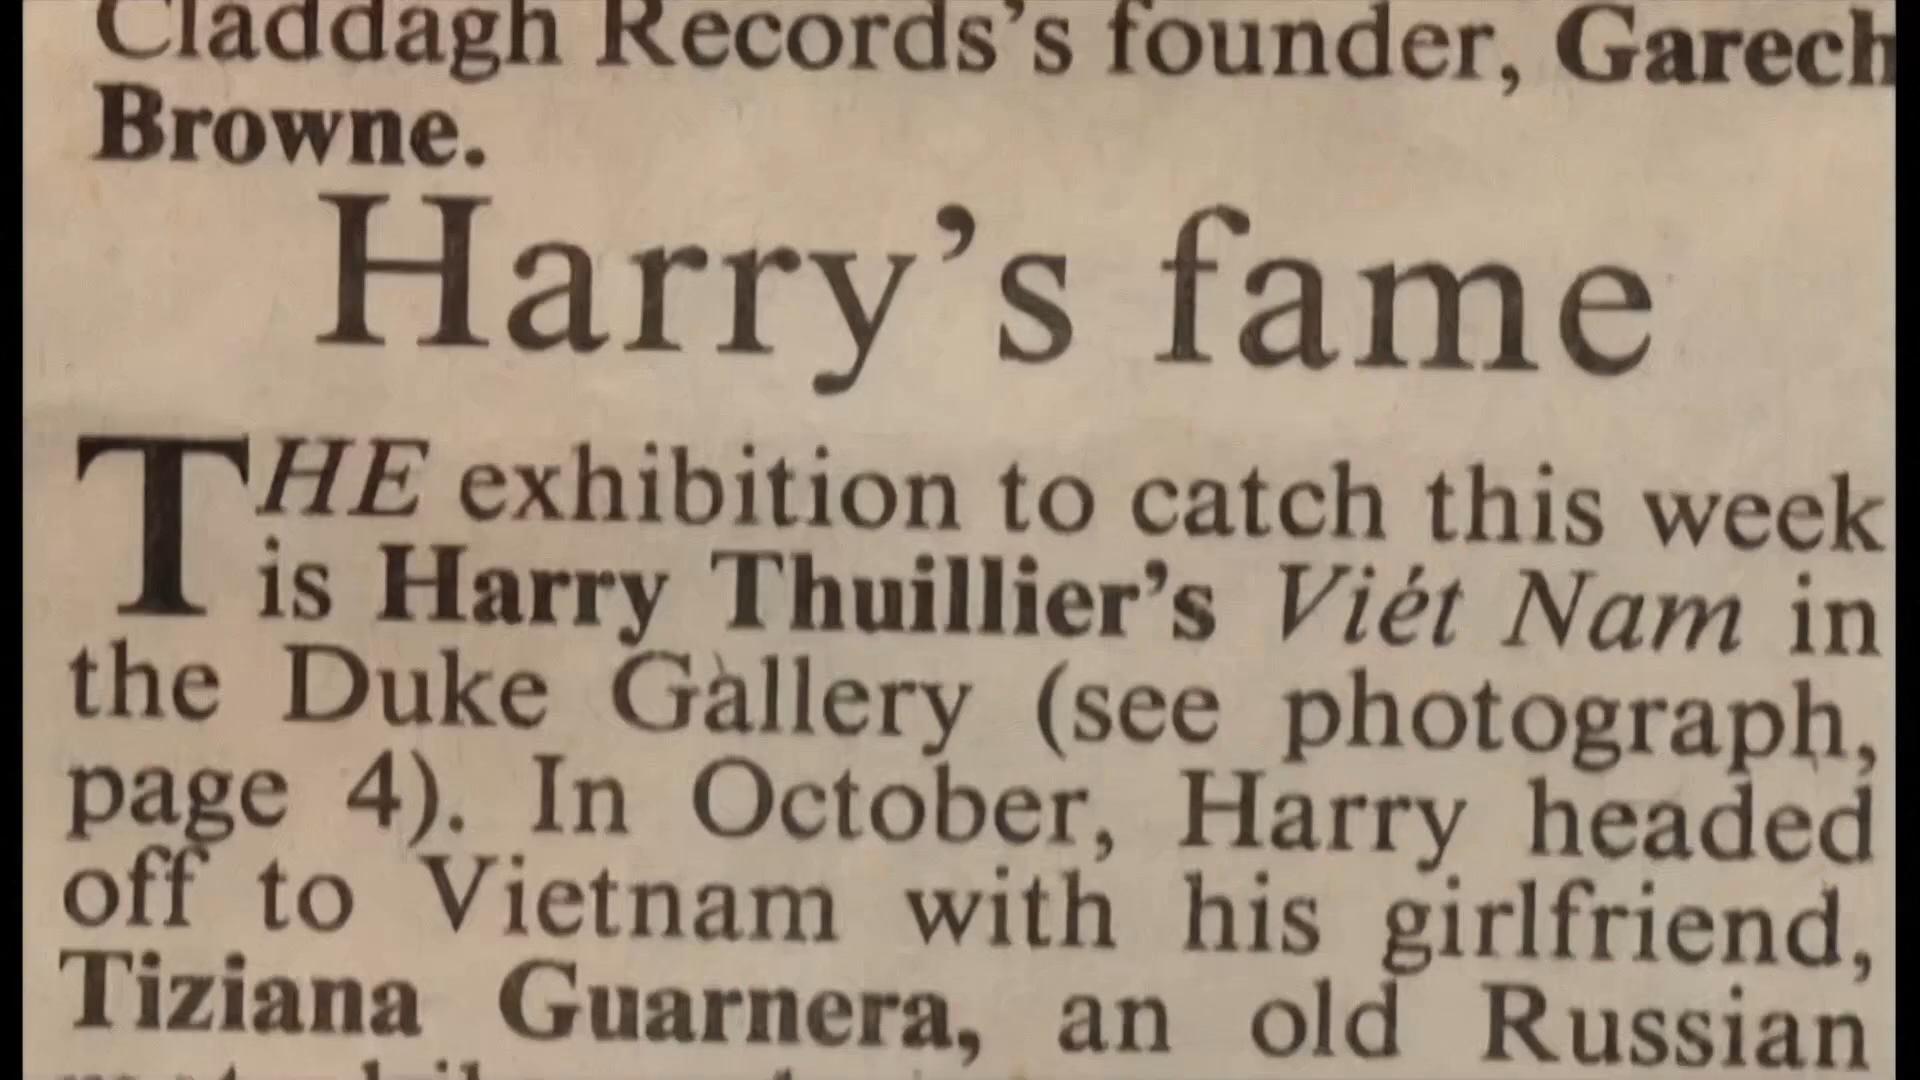 Claddagh Records's founder, Garech
Browne.
Harry's fame
THE exhibition to catch this week
is Harry Thuillier's Viét Nam in
the Duke Gallery (see photograph,
page 4). In October, Harry headed
off to Vietnam with his girlfriend,
Tiziana Guarnera, an old Russian